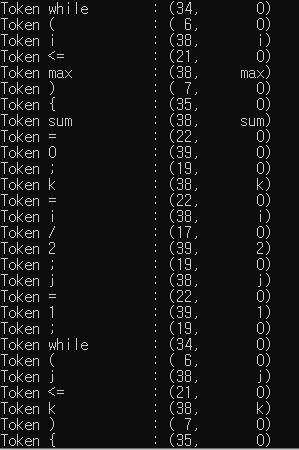 Token while : (34, 0)
Token ( : ( 6, 0)
Token i : (38, i)
Token <= : (21, 0)
Token max : (38, max)
Token ) : ( 7, 0)
Token { : (35, 0)
Token sum : (38, sum)
Token = : (22, 0)
Token 0 : (39, 0)
Token ; : (19, 0)
Token k : (38, k)
Token = : (22, 0)
Token i : (38, i)
Token / : (17, 0)
Token 2 : (39, 2)
Token ; : (19, 0)
Token j : (38, j)
Token = : (22, 0)
Token 1 : (39, 1)
Token ; : (19, 0)
Token while : (34, 0)
Token ( : ( 6, 0)
Token j : (38, j)
Token <= : (21, 0)
Token k : (38, k)
Token ) : ( 7, 0)
Token { : (35, 0)